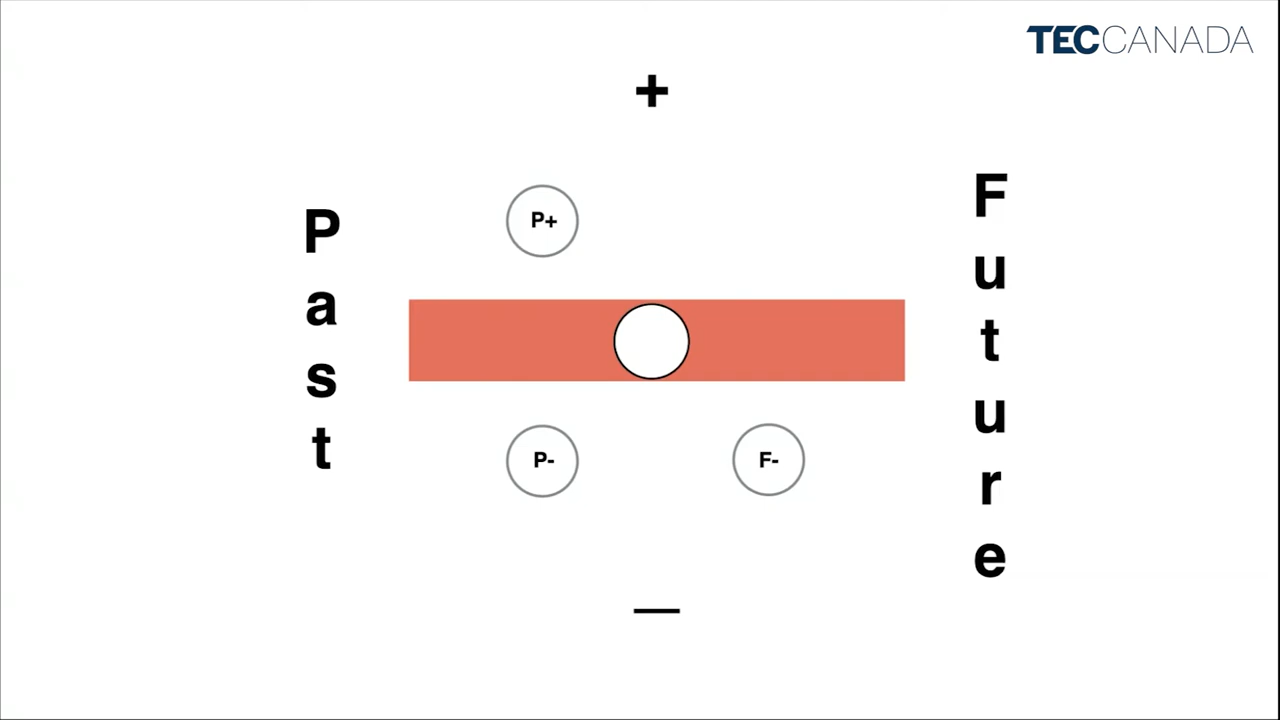 TECCANADA
+
Past
Future
P+
P-
F-
—